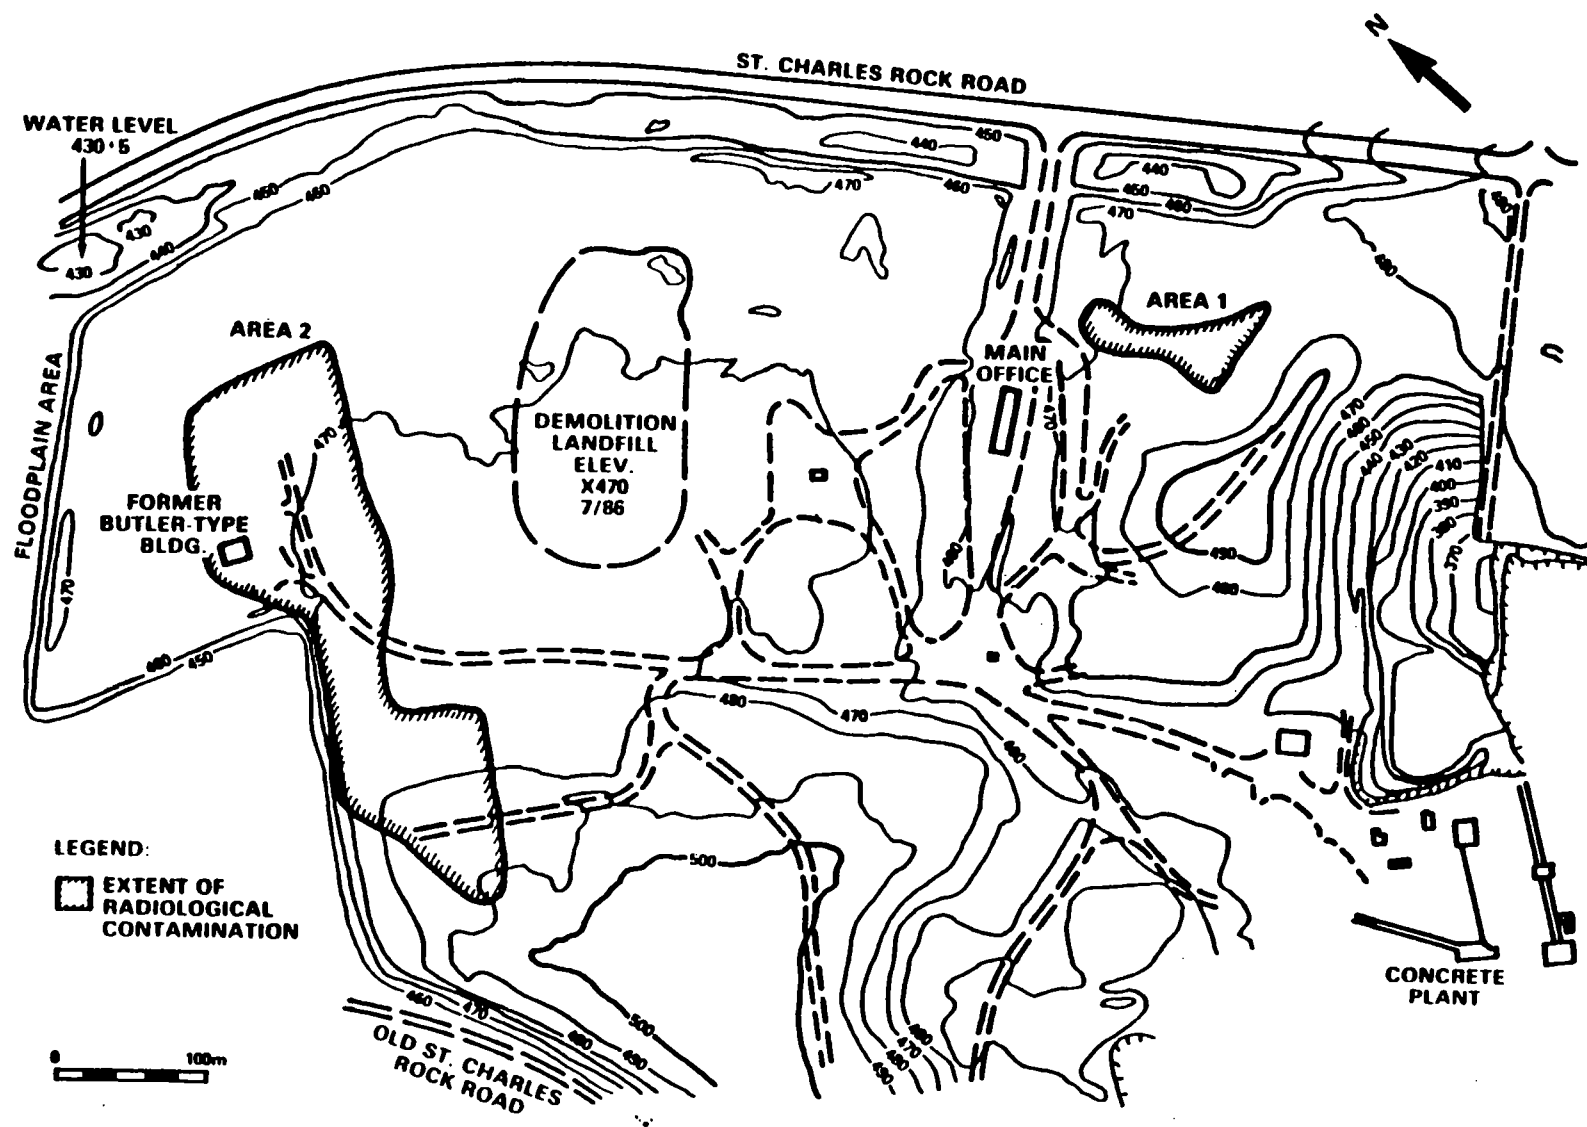 N
ST. CHARLES ROCK ROAD
WATER LEVEL
430·5
450
440
440
450
460
470
460
470
450
460
430
430
440
480
AREA 1
AREA 2
MAIN
OFFICE
470
FLOODPLAIN AREA
470
DEMOLITION
LANDFILL
ELEV.
X470
7/86
FORMER
BUTLER-TYPE
BLDG.
470
460
450
440
430
420
410
400
390
380
370
490
480
470
460
450
480
470
480
500
LEGEND:
EXTENT OF
RADIOLOGICAL
CONTAMINATION
CONCRETE
PLANT
460
470
480
490
500
480
470
480
490
OLD ST. CHARLES
ROCK ROAD
0
100m